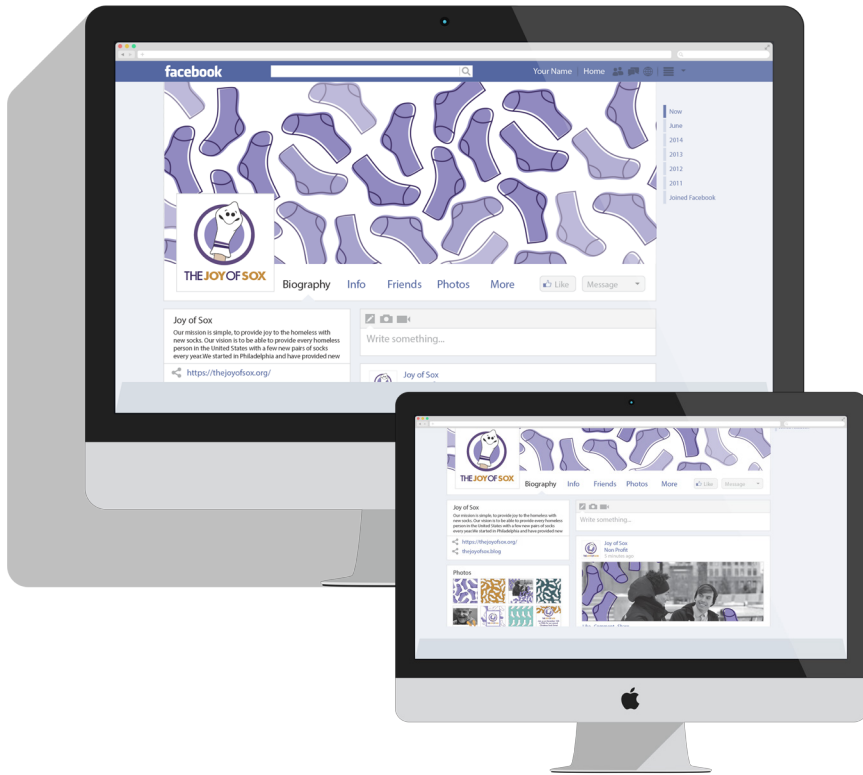 facebook
Your Name
Home
Now
June
2014
2013
2012
2011
Joined Facebook
THE JOY OF SOX
Biography Info Friends Photos More Like Message
Joy of Sox
Our mission is simple, to provide joy to the homeless with
new socks. Our vision is to be able to provide every homeless
person in the United States with a few new pairs of socks
every year.We started in Philadelphia and have provided new
https://thejoyofsox.org/
Write something...
Joy of Sox
THE JOY OF SOX
Biography Info Friends Photos More Like Message
Joy of Sox
Our mission is simple, to provide joy to the homeless with
new socks. Our vision is to be able to provide every homeless
person in the United States with a few new pairs of socks
every year.We started in Philadelphia and have provided new
https://thejoyofsox.org/
thejoyofsox.blog
Photos
Write something...
Joy of Sox
Non Profit